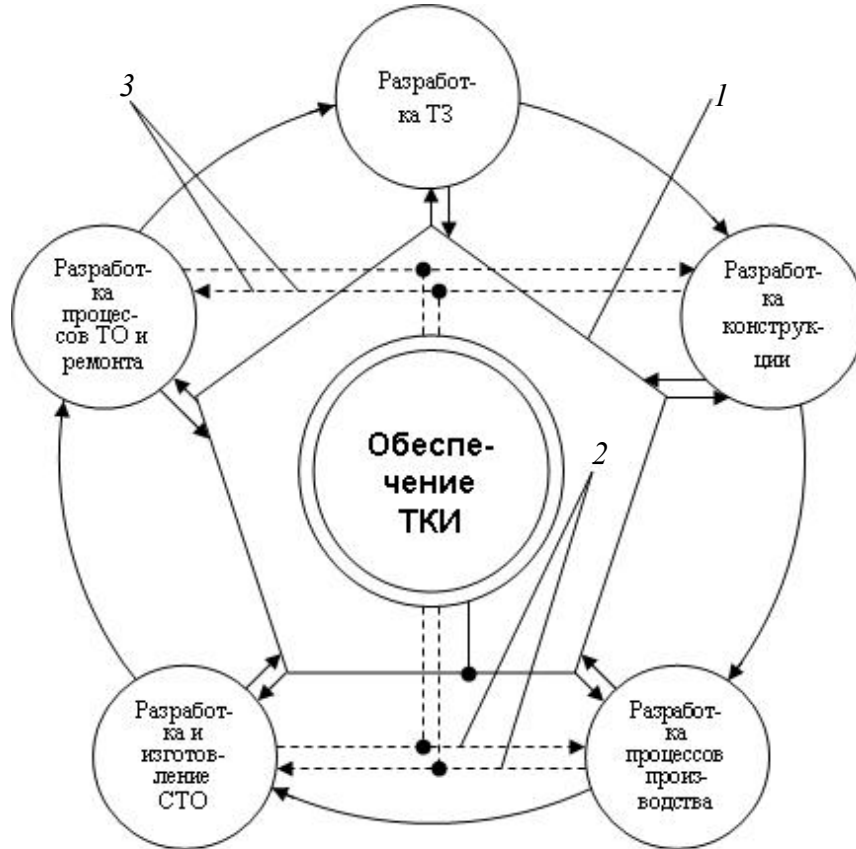 Разработ-
ка ТЗ
3
1
Разработ-
ка
процес-
сов ТО и
ремонта
Разработ-
ка
конструк-
ции
Обеспе-
чение
ТКИ
2
Разработ-
ка и
изготов-
ление
СТО
Разработ-
ка
процессов
произ-
водства